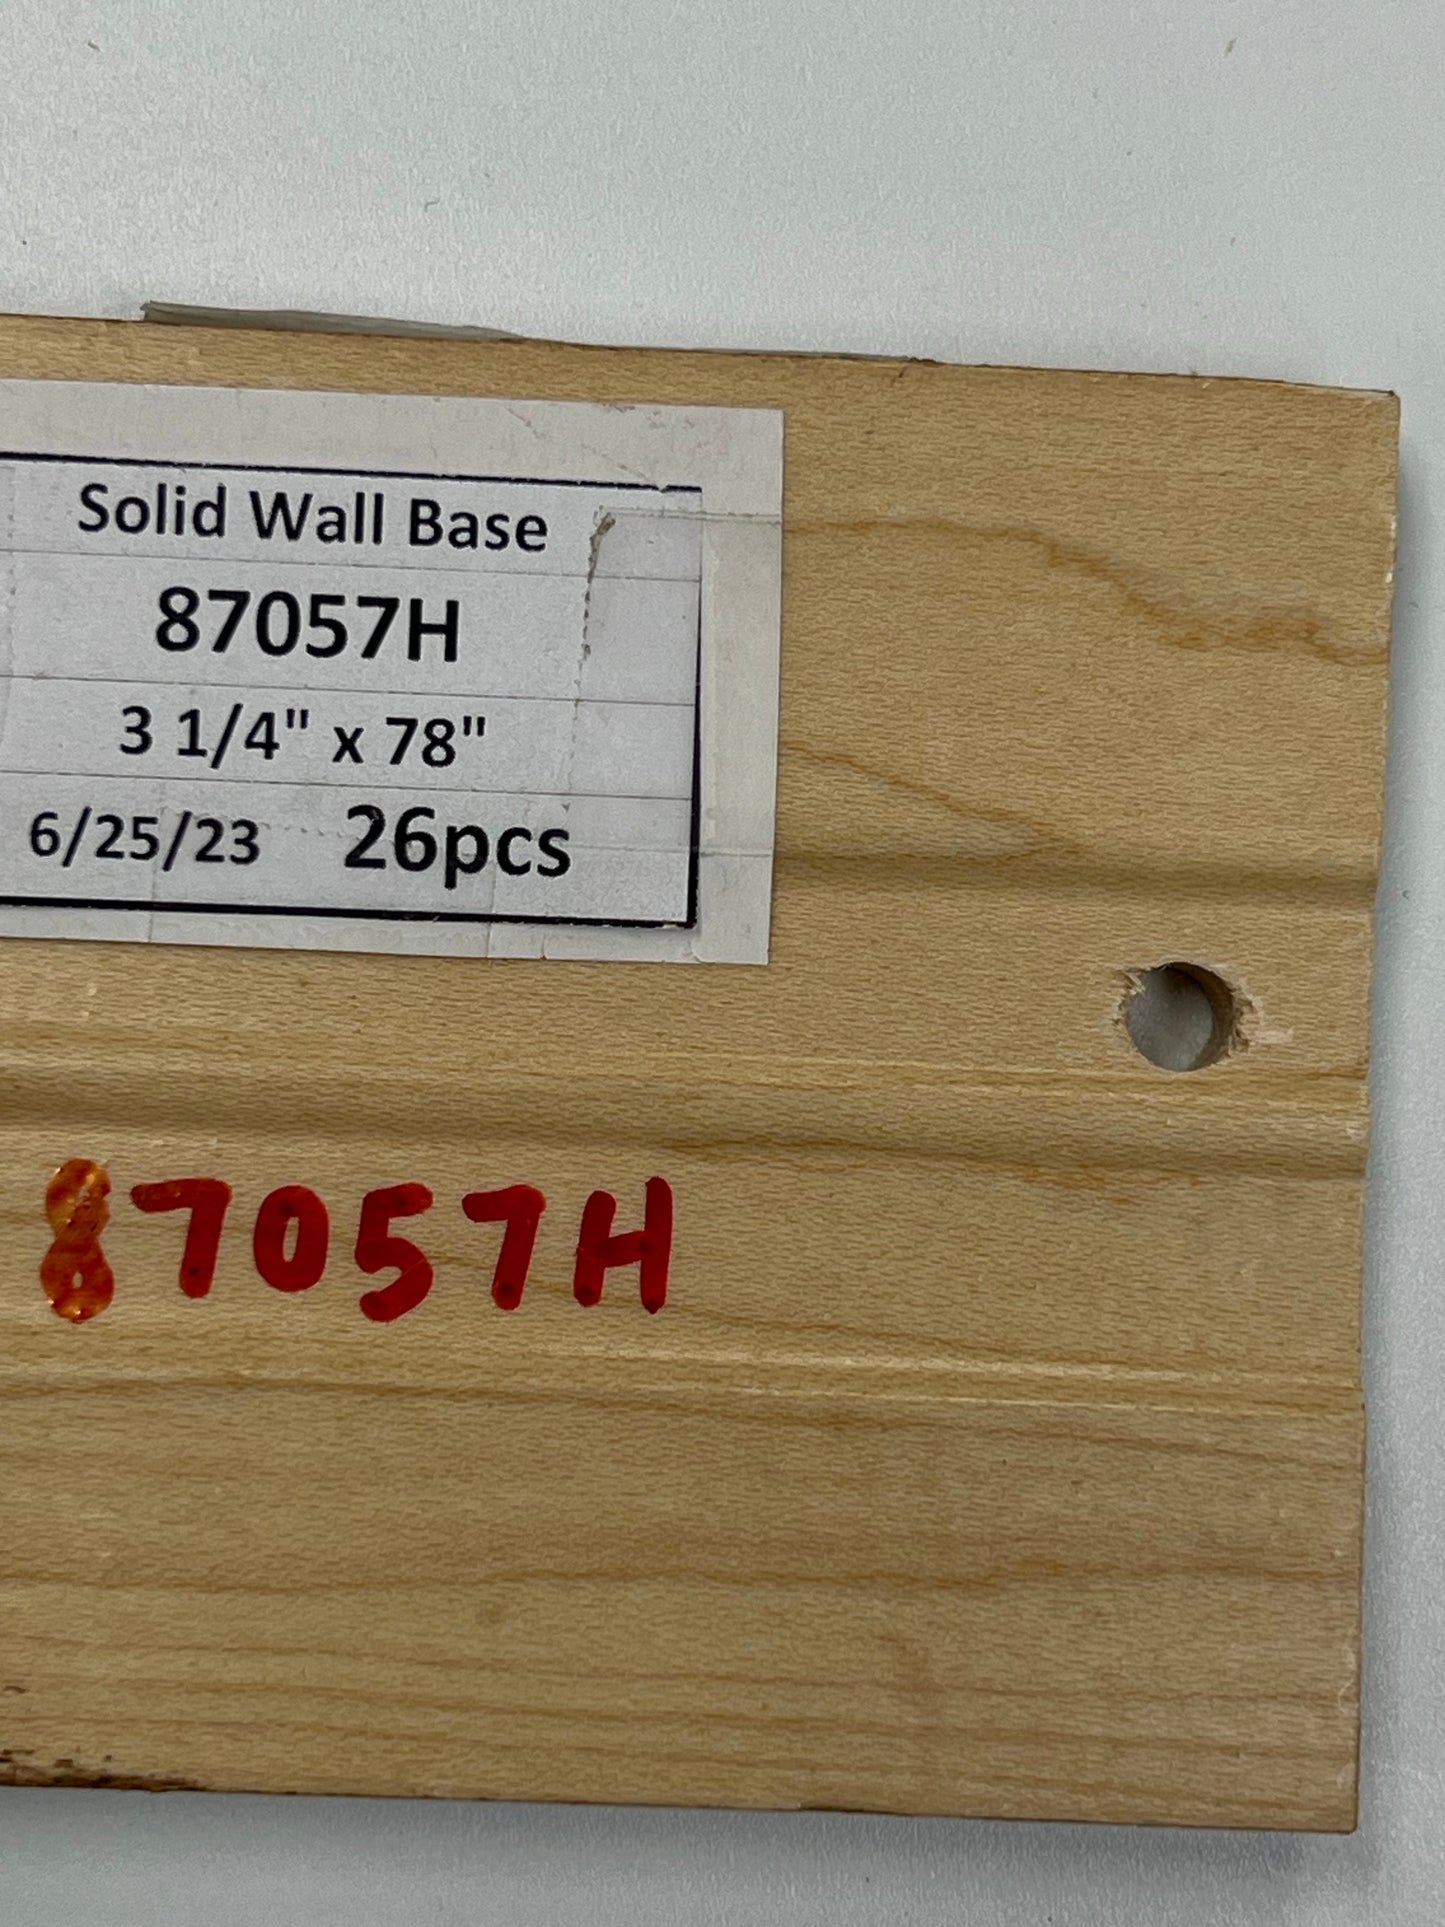 Solid Wall Base
87057H
3 1/4" x 78"
6/25/23 26pcs
87057H